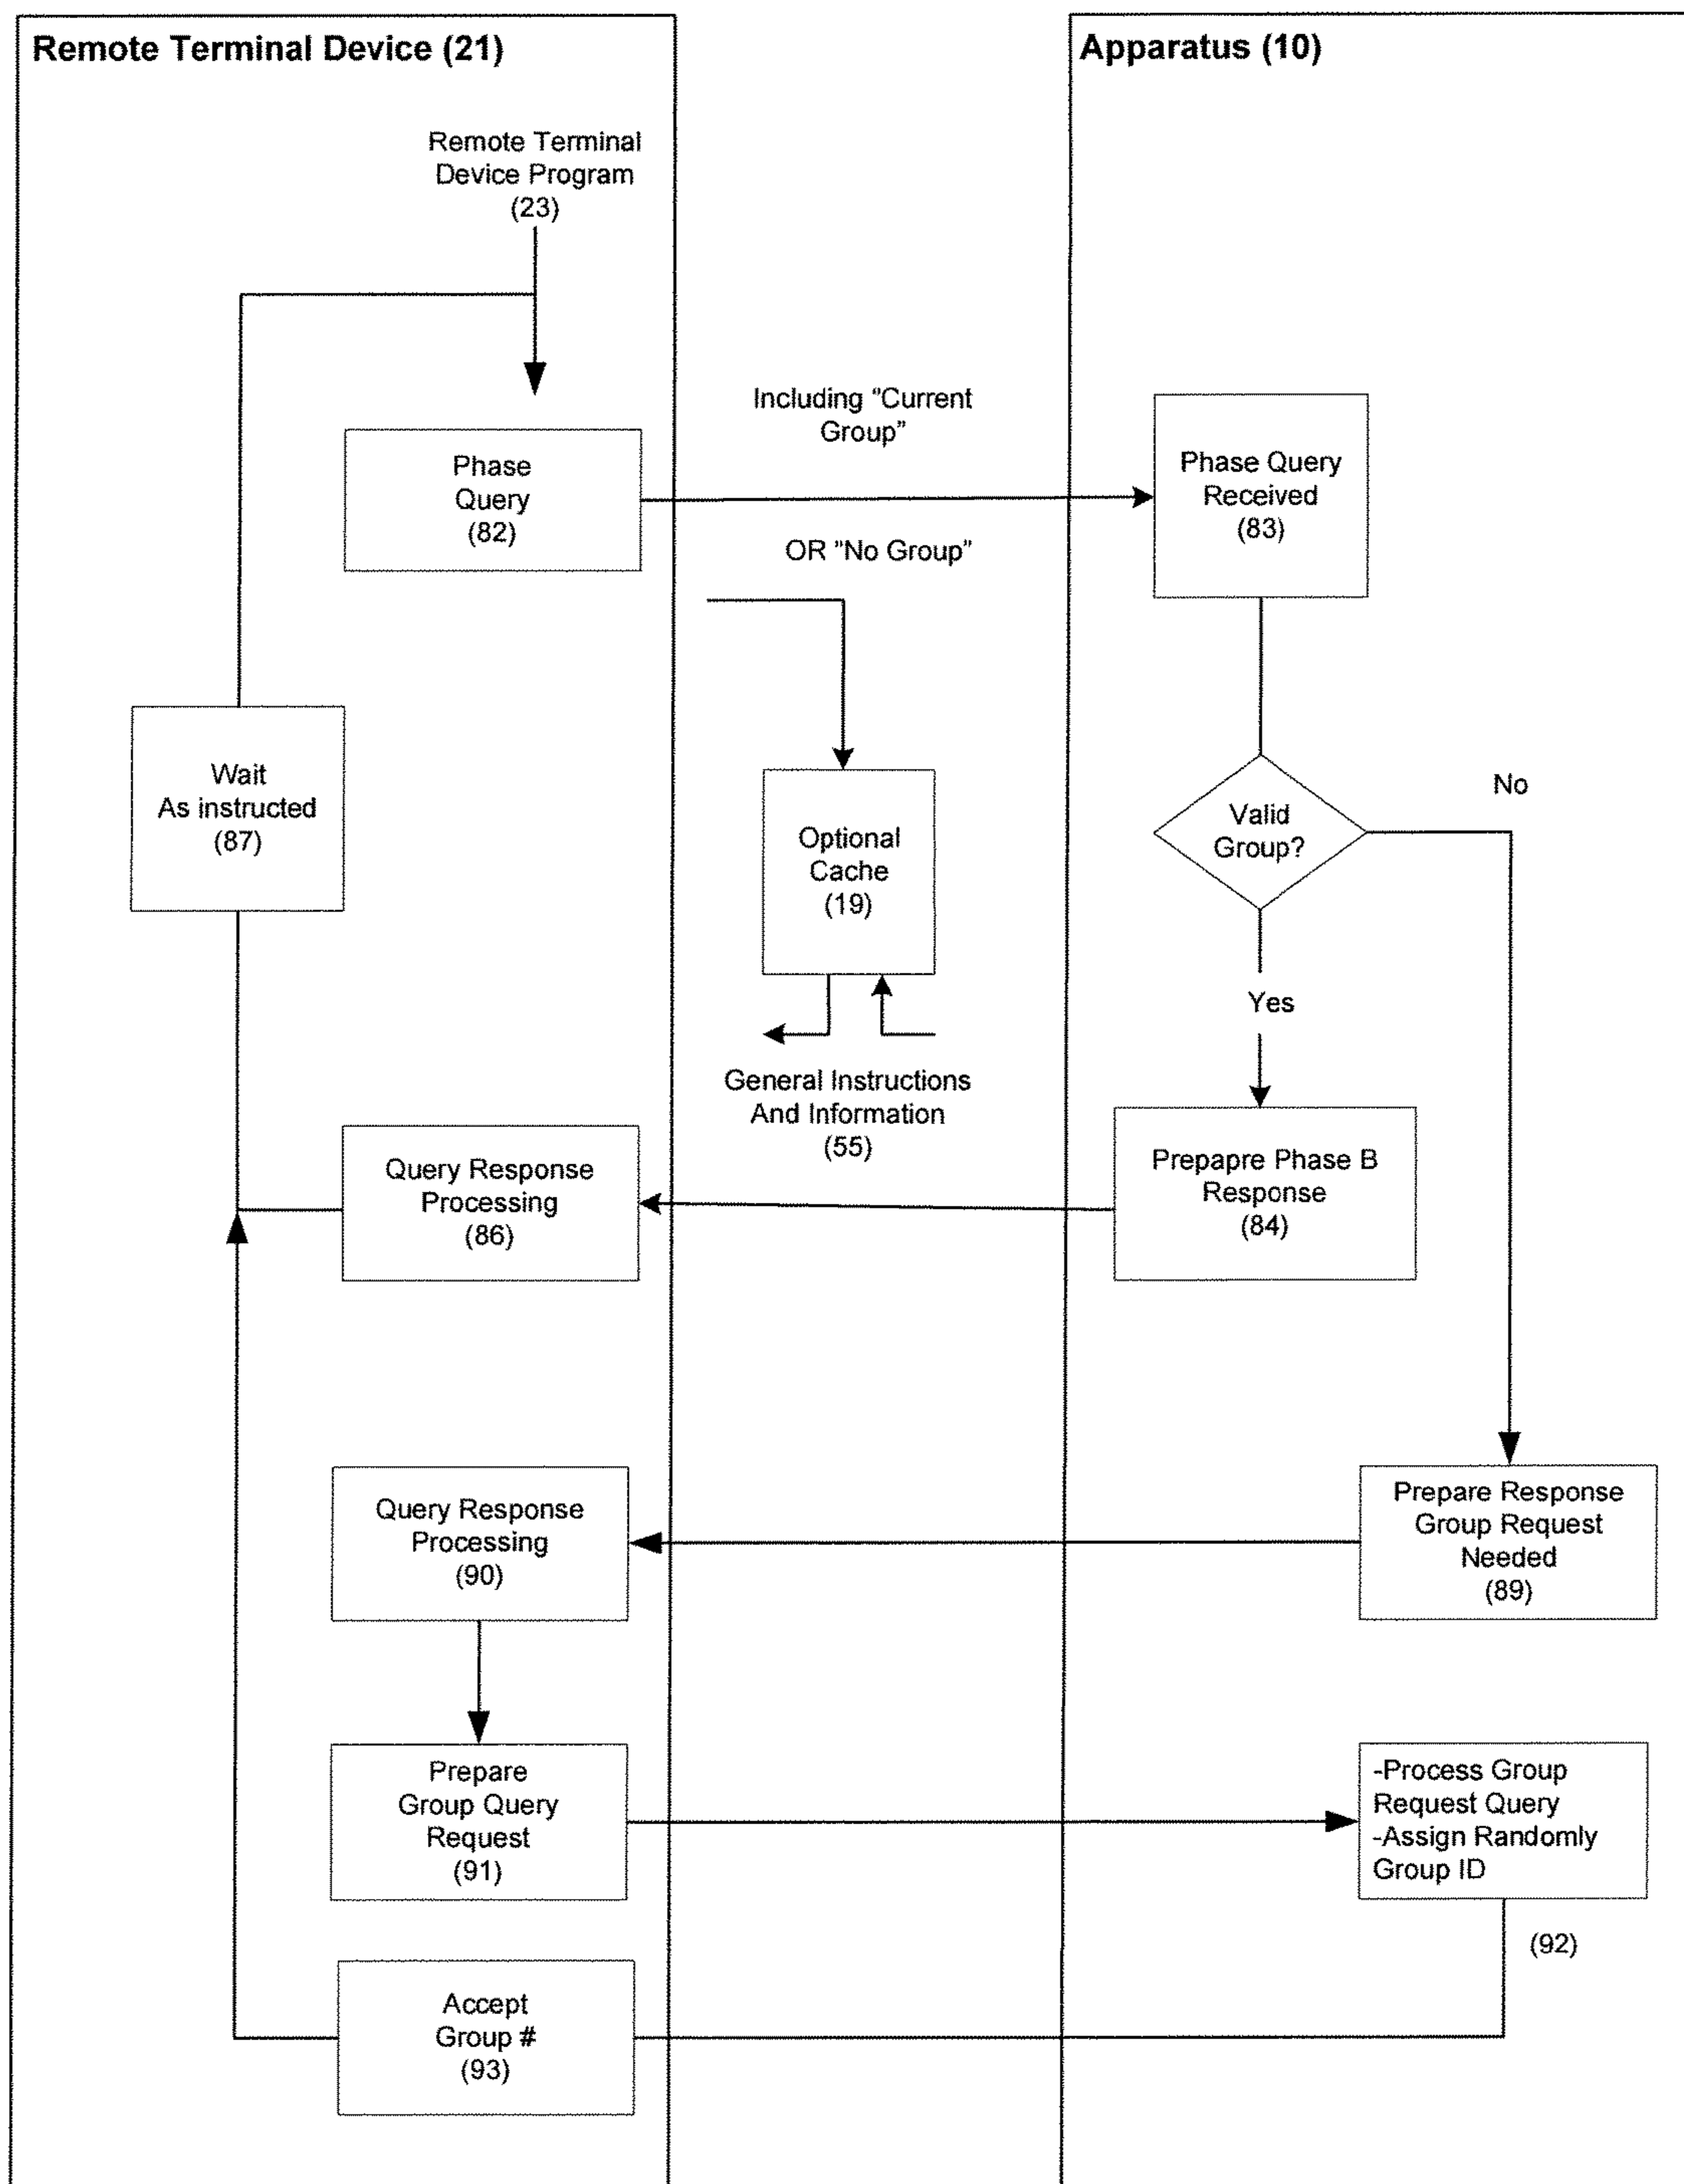 Remote Terminal Device (21)
Apparatus (10)
Remote Terminal
Device Program
(23)
Including “Current
Group”
Phase
Query
(82)
Phase Query
Received
(83)
OR "No Group"
Wait
As instructed
(87)
Optional
Cache
(19)
Valid
Group?
No
Yes
General Instructions
And Information
(55)
Query Response
Processing
(86)
Prepapre Phase B
Response
(84)
Query Response
Processing
(90)
Prepare Response
Group Request
Needed
(89)
Prepare
Group Query
Request
(91)
-Process Group
Request Query
-Assign Randomly
Group ID
(92)
Accept
Group #
(93)